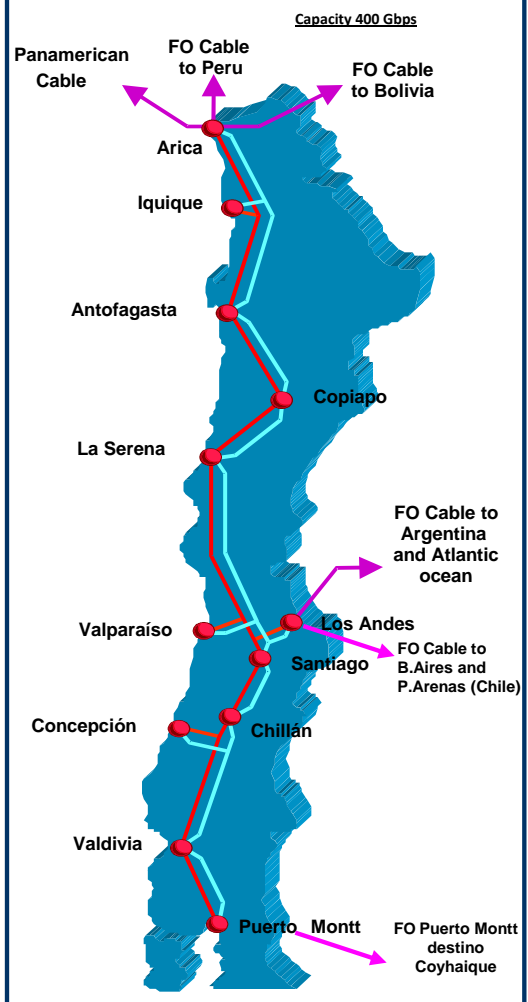 Capacity 400 Gbps
Panamerican
Cable
FO Cable
to Peru
FO Cable
to Bolivia
Arica
Iquique
Antofagasta
Copiapo
La Serena
FO Cable to
Argentina
and Atlantic
ocean
Valparaíso
Los Andes
Santiago
FO Cable to
B.Aires and
P.Arenas (Chile)
Concepción
Chillán
Valdivia
Puerto Montt
FO Puerto Montt
destino
Coyhaique